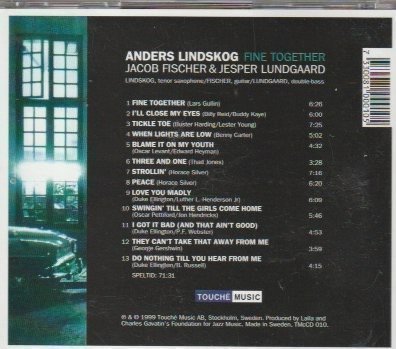 ANDERS LINDSKOG FINE TOGETHER
JACOB FISCHER & JESPER LUNDGAARD
LINDSKOG, tenor saxophone/FISCHER, guitar/LUNDGAARD, double-bass
1 FINE TOGETHER (Lars Gullin) 6:26
2 I'LL CLOSE MY EYES (Billy Reid/Buddy Kaye) 6:00
3 TICKLE TOE (Buster Harding/Lester Young) 7:25
4 WHEN LIGHTS ARE LOW (Benny Carter) 5:02
5 BLAME IT ON MY YOUTH
(Oscar Levant/Edward Heyman) 4:31
6 THREE AND ONE (Thad Jones) 3:28
7 STROLLIN' (Horace Silver) 7:16
8 PEACE (Horace Silver) 6:20
9 LOVE YOU MADLY
(Duke Ellington/Luther L. Henderson Jr) 6:09
10 SWINGIN' TILL THE GIRLS COME HOME
(Oscar Pettiford/Jon Hendricks) 5:46
11 I GOT IT BAD (AND THAT AIN'T GOOD)
(Duke Ellington/P.F. Webster) 4:53
12 THEY CAN'T TAKE THAT AWAY FROM ME
(George Gershwin) 3:59
13 DO NOTHING TILL YOU HEAR FROM ME
(Duke Ellington/B. Russell) 4:15
SPELTID: 71:31
TOUCHÉ MUSIC
℗ & © 1999 Touché Music AB, Stockholm, Sweden. Produced by Laila and
Charles Gavatin's Foundation for Jazz Music. Made in Sweden. TMcCD 010.